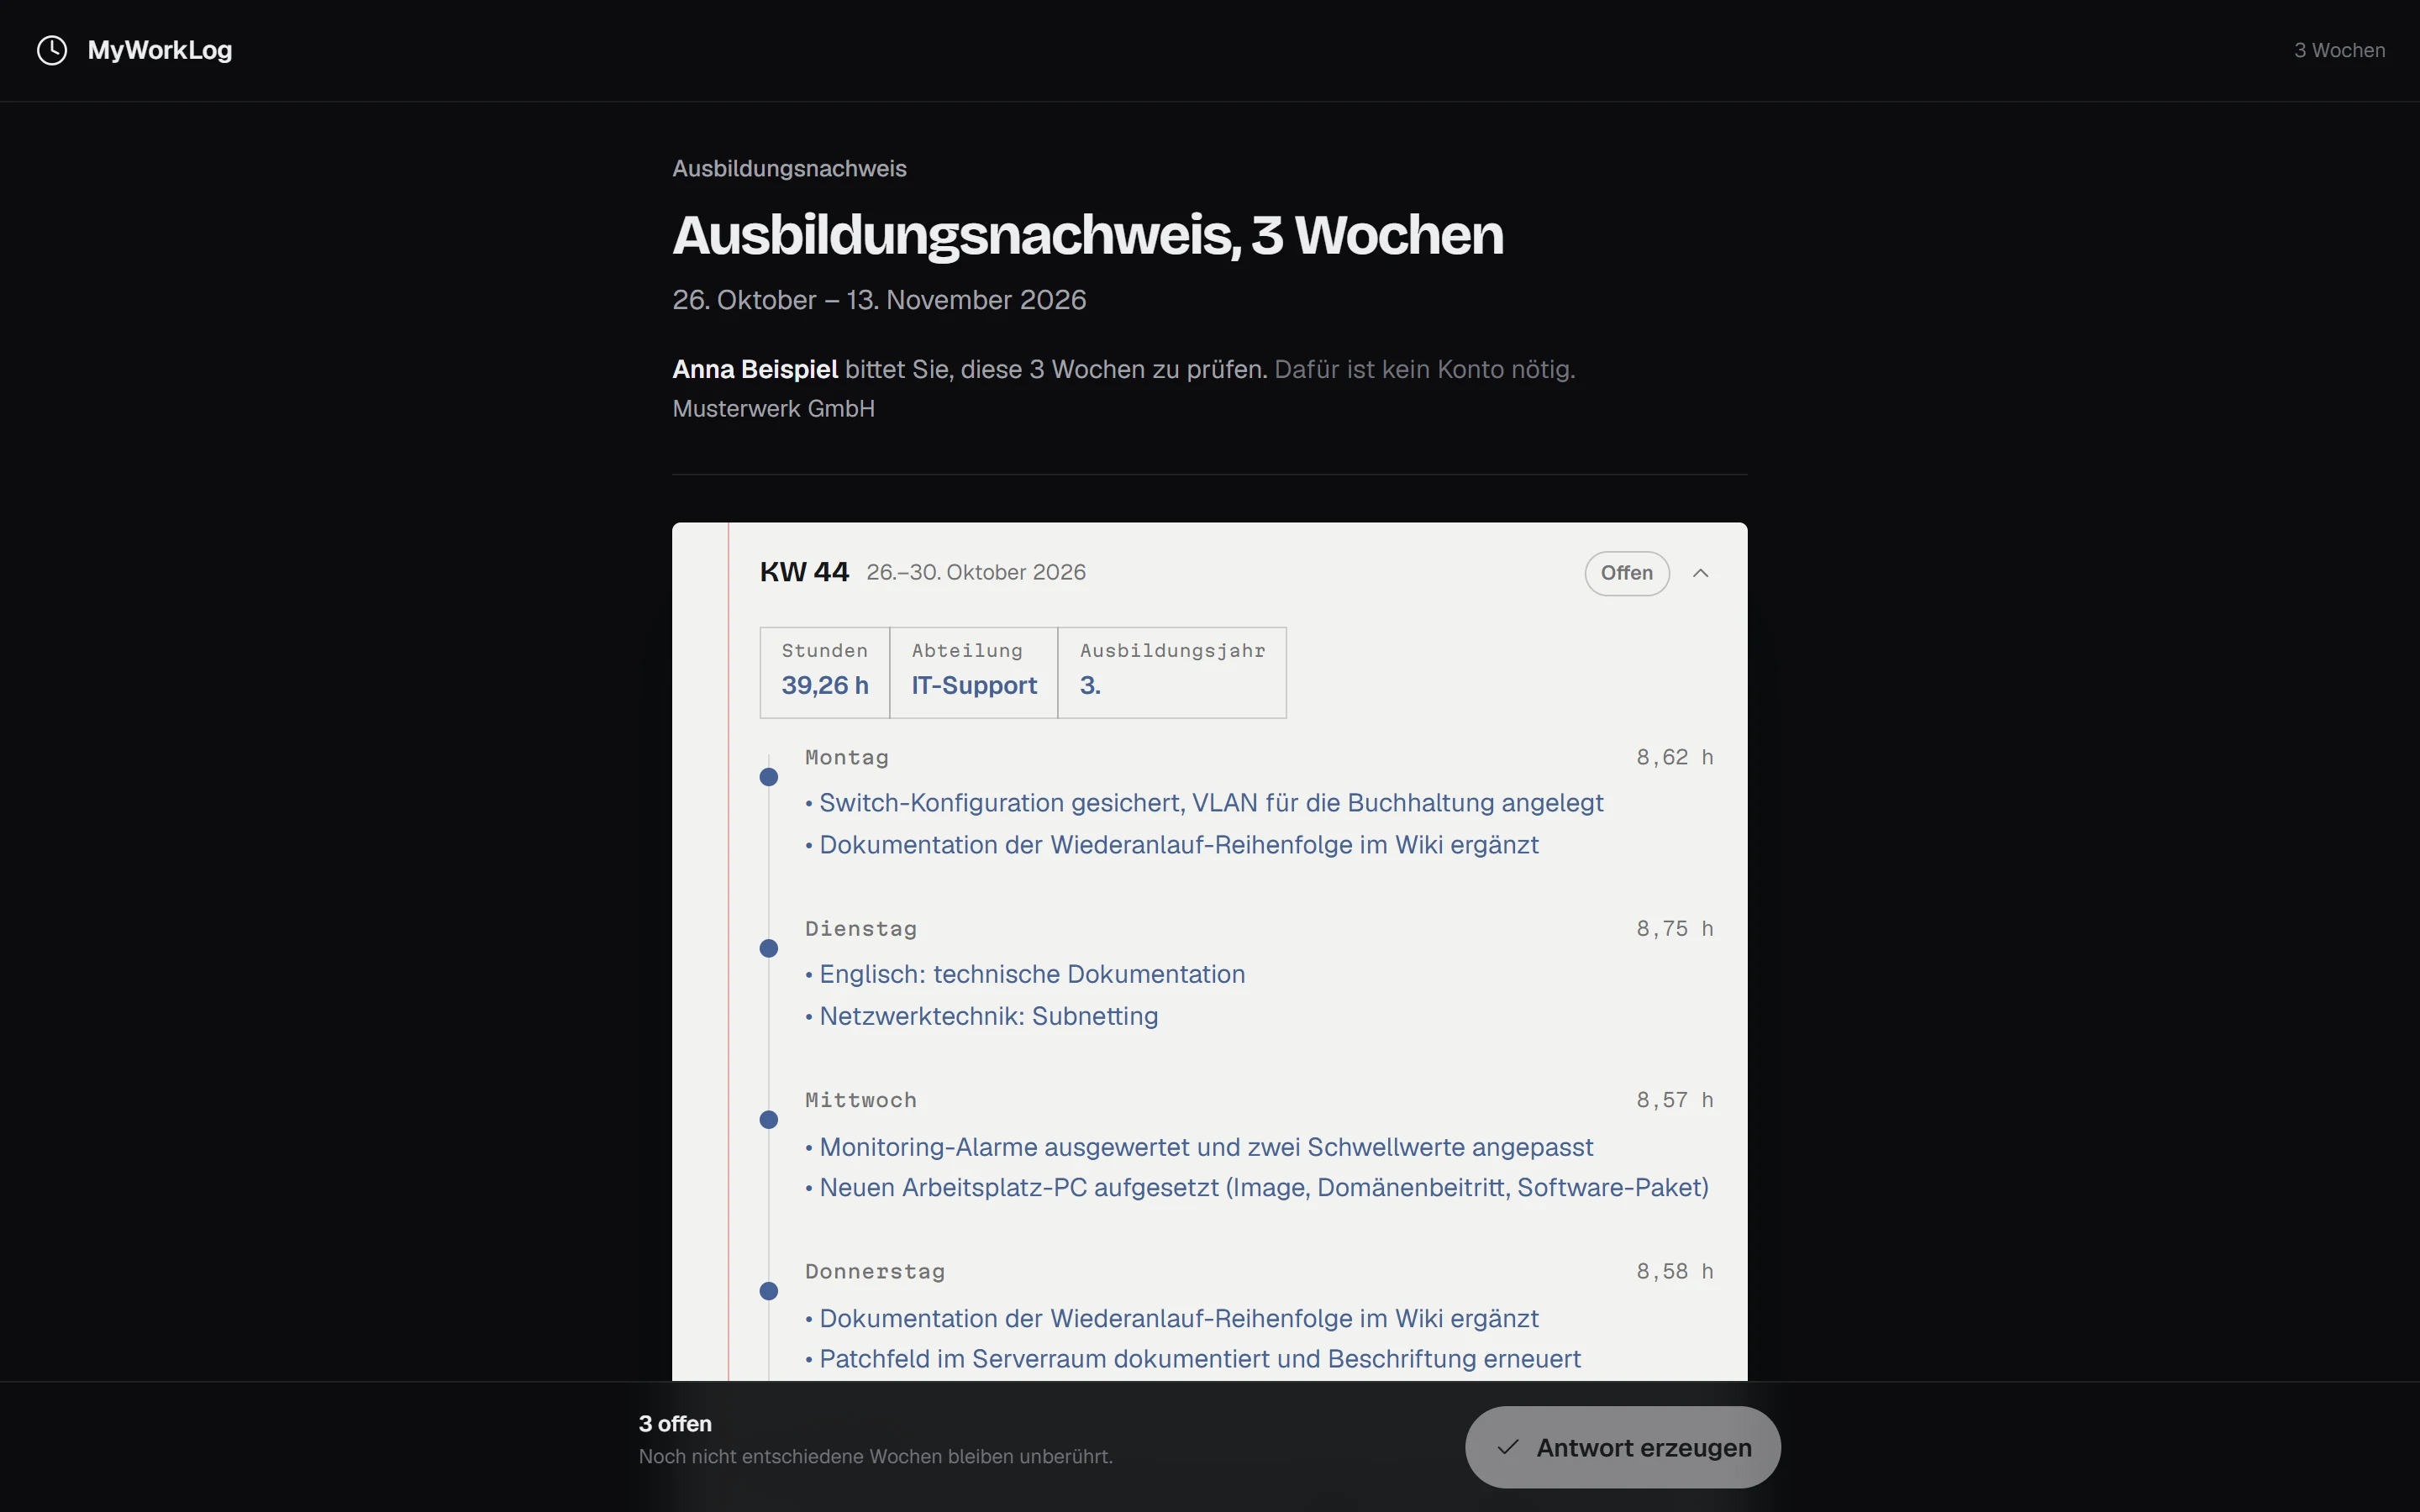 MyWorkLog
3 Wochen
Ausbildungsnachweis
Ausbildungsnachweis, 3 Wochen
26. Oktober – 13. November 2026
Anna Beispiel bittet Sie, diese 3 Wochen zu prüfen. Dafür ist kein Konto nötig.
Musterwerk GmbH
KW 44 26.–30. Oktober 2026
Offen
Stunden Abteilung Ausbildungsjahr
39,26 h IT-Support 3.
Montag 8,62 h
• Switch-Konfiguration gesichert, VLAN für die Buchhaltung angelegt
• Dokumentation der Wiederanlauf-Reihenfolge im Wiki ergänzt
Dienstag 8,75 h
• Englisch: technische Dokumentation
• Netzwerktechnik: Subnetting
Mittwoch 8,57 h
• Monitoring-Alarme ausgewertet und zwei Schwellwerte angepasst
• Neuen Arbeitsplatz-PC aufgesetzt (Image, Domänenbeitritt, Software-Paket)
Donnerstag 8,58 h
• Dokumentation der Wiederanlauf-Reihenfolge im Wiki ergänzt
• Patchfeld im Serverraum dokumentiert und Beschriftung erneuert
3 offen
Noch nicht entschiedene Wochen bleiben unberührt.
Antwort erzeugen